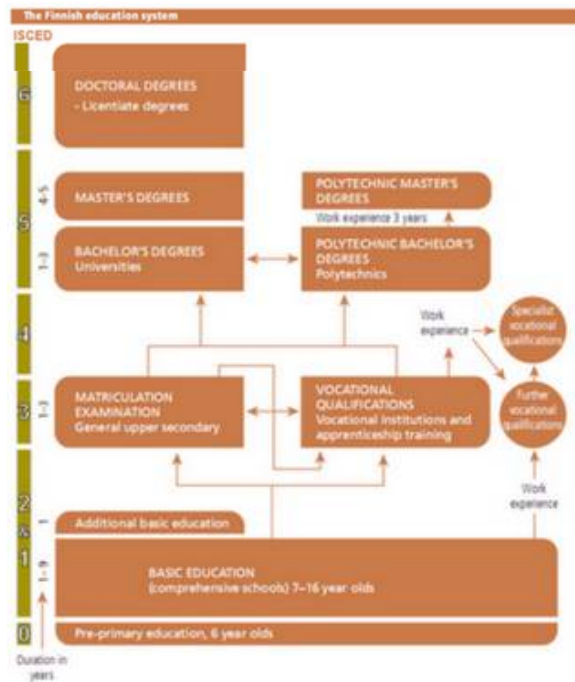 The Finnish education system
ISCED
6
DOCTORAL DEGREES
- Licentiate degrees
5
4-5
MASTER'S DEGREES
POLYTECHNIC MASTER'S
DEGREES
Work experience 3 years
1-3
BACHELOR'S DEGREES
Universities
POLYTECHNIC BACHELOR'S
DEGREES
Polytechnics
4
Work
experience
Specialist
vocational
qualifications
3
1-3
MATRICULATION
EXAMINATION
General upper secondary
VOCATIONAL
QUALIFICATIONS
Vocational institutions and
apprenticeship training
Further
vocational
qualifications
Work
experience
2
&
1
1
Additional basic education
1-9
BASIC EDUCATION
(comprehensive schools) 7–16 year olds
0
Pre-primary education, 6 year olds
Duration in
years